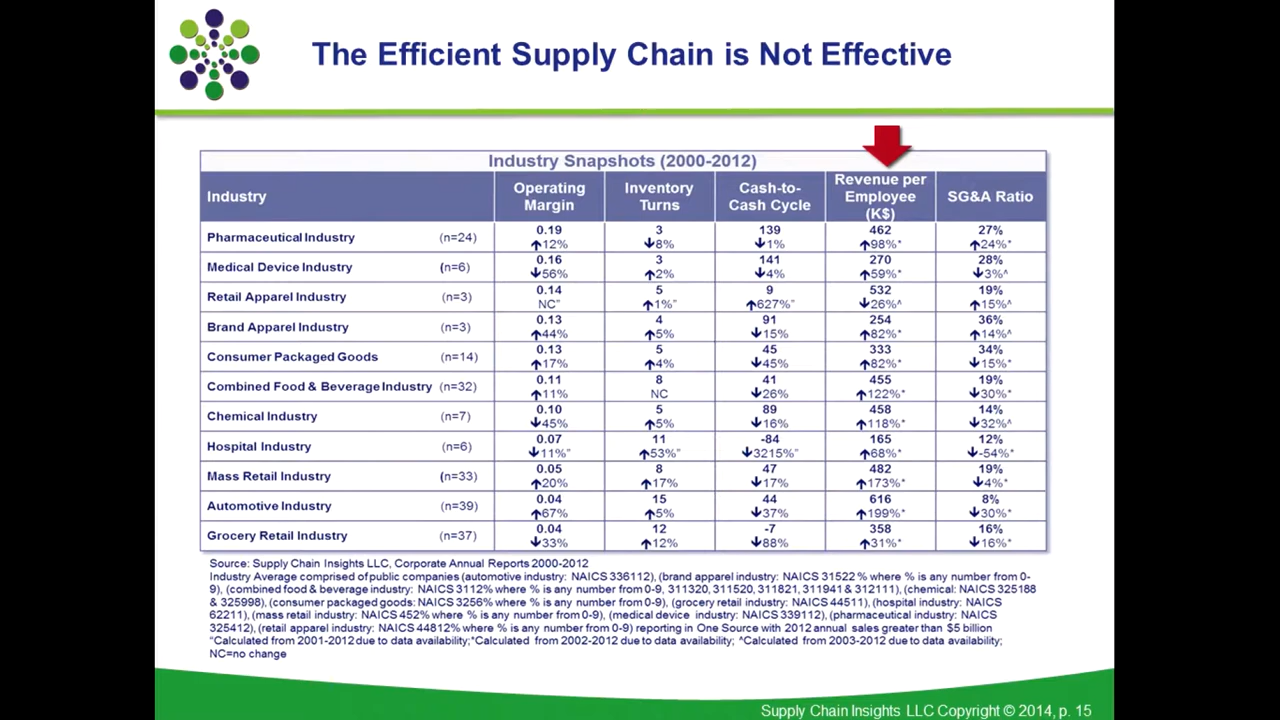 The Efficient Supply Chain is Not Effective
Industry Snapshots (2000-2012)
Industry Operating Margin Inventory Turns Cash-to-Cash Cycle Revenue per Employee (K$) SG&A Ratio
Pharmaceutical Industry (n=24) 0.19 3 139 462 27%
↑12% ↓8% ↓1% ↑98%* ↑24%*
Medical Device Industry (n=6) 0.16 3 141 270 28%
↓56% ↑2% ↓4% ↑59%* ↓3%^
Retail Apparel Industry (n=3) 0.14 5 9 532 19%
NC" ↑1%" ↑627%" ↓26%^ ↑15%^
Brand Apparel Industry (n=3) 0.13 4 91 254 36%
↑44% ↑5% ↓15% ↑82%* ↑14%^
Consumer Packaged Goods (n=14) 0.13 5 45 333 34%
↑17% ↑4% ↓45% ↑82%* ↓15%*
Combined Food & Beverage Industry (n=32) 0.11 8 41 455 19%
↑11% NC ↓26% ↑122%* ↓30%*
Chemical Industry (n=7) 0.10 5 89 458 14%
↓45% ↑5% ↓16% ↑118%* ↓32%^
Hospital Industry (n=6) 0.07 11 -84 165 12%
↓11%" ↑53%" ↓3215%" ↑68%* ↓-54%*
Mass Retail Industry (n=33) 0.05 8 47 482 19%
↑20% ↑17% ↓17% ↑173%* ↓4%*
Automotive Industry (n=39) 0.04 15 44 616 8%
↑67% ↑5% ↓37% ↑199%* ↓30%*
Grocery Retail Industry (n=37) 0.04 12 -7 358 16%
↓33% ↑12% ↓88% ↑31%* ↓16%*
Source: Supply Chain Insights LLC, Corporate Annual Reports 2000-2012
Industry Average comprised of public companies (automotive industry: NAICS 336112), (brand apparel industry: NAICS 31522 % where % is any number from 0-
9), (combined food & beverage industry: NAICS 3112% where % is any number from 0-9, 311320, 311520, 311821, 311941 & 312111), (chemical: NAICS 325188
& 325998), (consumer packaged goods: NAICS 3256% where % is any number from 0-9), (grocery retail industry: NAICS 44511), (hospital industry: NAICS
62211), (mass retail industry: NAICS 452% where % is any number from 0-9), (medical device industry: NAICS 339112), (pharmaceutical industry: NAICS
325412), (retail apparel industry: NAICS 44812% where % is any number from 0-9) reporting in One Source with 2012 annual sales greater than $5 billion
"Calculated from 2001-2012 due to data availability;*Calculated from 2002-2012 due to data availability; ^Calculated from 2003-2012 due to data availability;
NC=no change
Supply Chain Insights LLC Copyright © 2014, p. 15